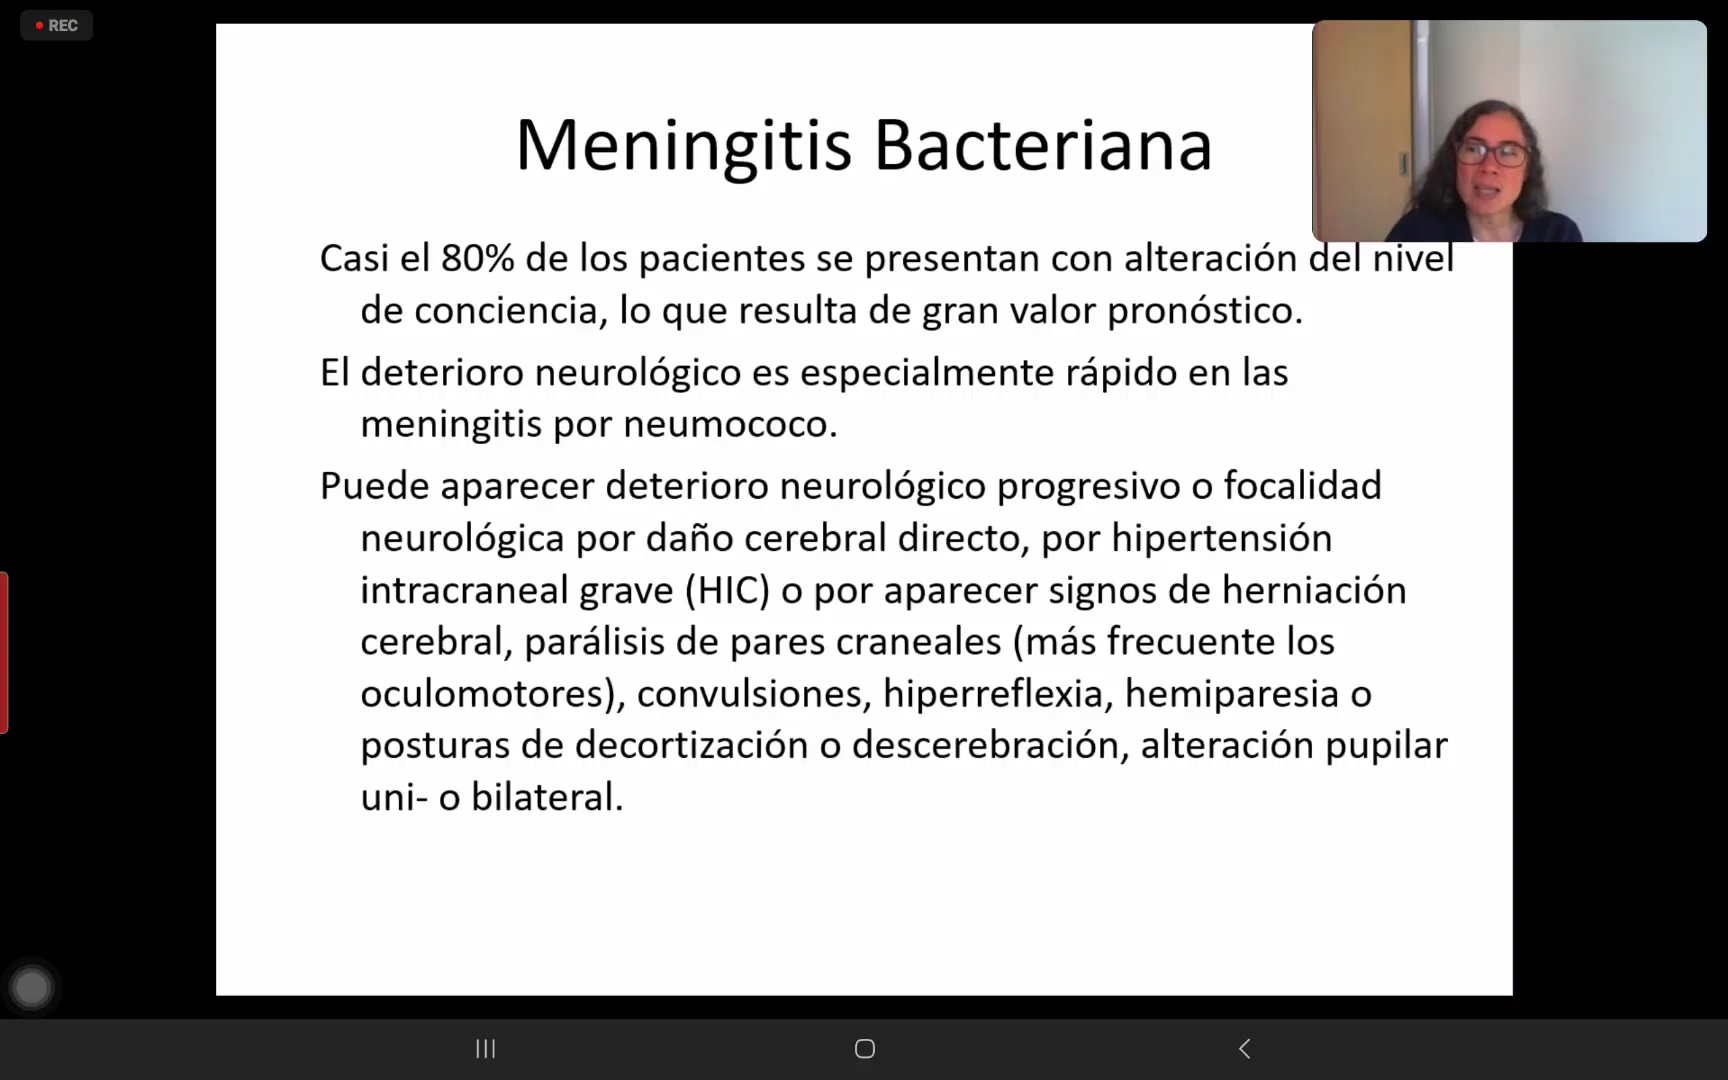 REC
Meningitis Bacteriana
Casi el 80% de los pacientes se presentan con alteración del nivel
de conciencia, lo que resulta de gran valor pronóstico.
El deterioro neurológico es especialmente rápido en las
meningitis por neumococo.
Puede aparecer deterioro neurológico progresivo o focalidad
neurológica por daño cerebral directo, por hipertensión
intracraneal grave (HIC) o por aparecer signos de herniación
cerebral, parálisis de pares craneales (más frecuente los
oculomotores), convulsiones, hiperreflexia, hemiparesia o
posturas de decortización o descerebración, alteración pupilar
uni- o bilateral.